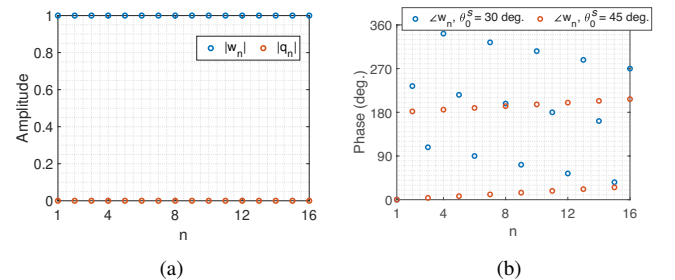 |w_n| |q_n|
Amplitude
1
0.8
0.6
0.4
0.2
0
1 4 8 12 16
n
(a)
∠w_n, θ_0^s = 30 deg. ∠w_n, θ_0^s = 45 deg.
Phase (deg.)
360
270
180
90
0
1 4 8 12 16
n
(b)